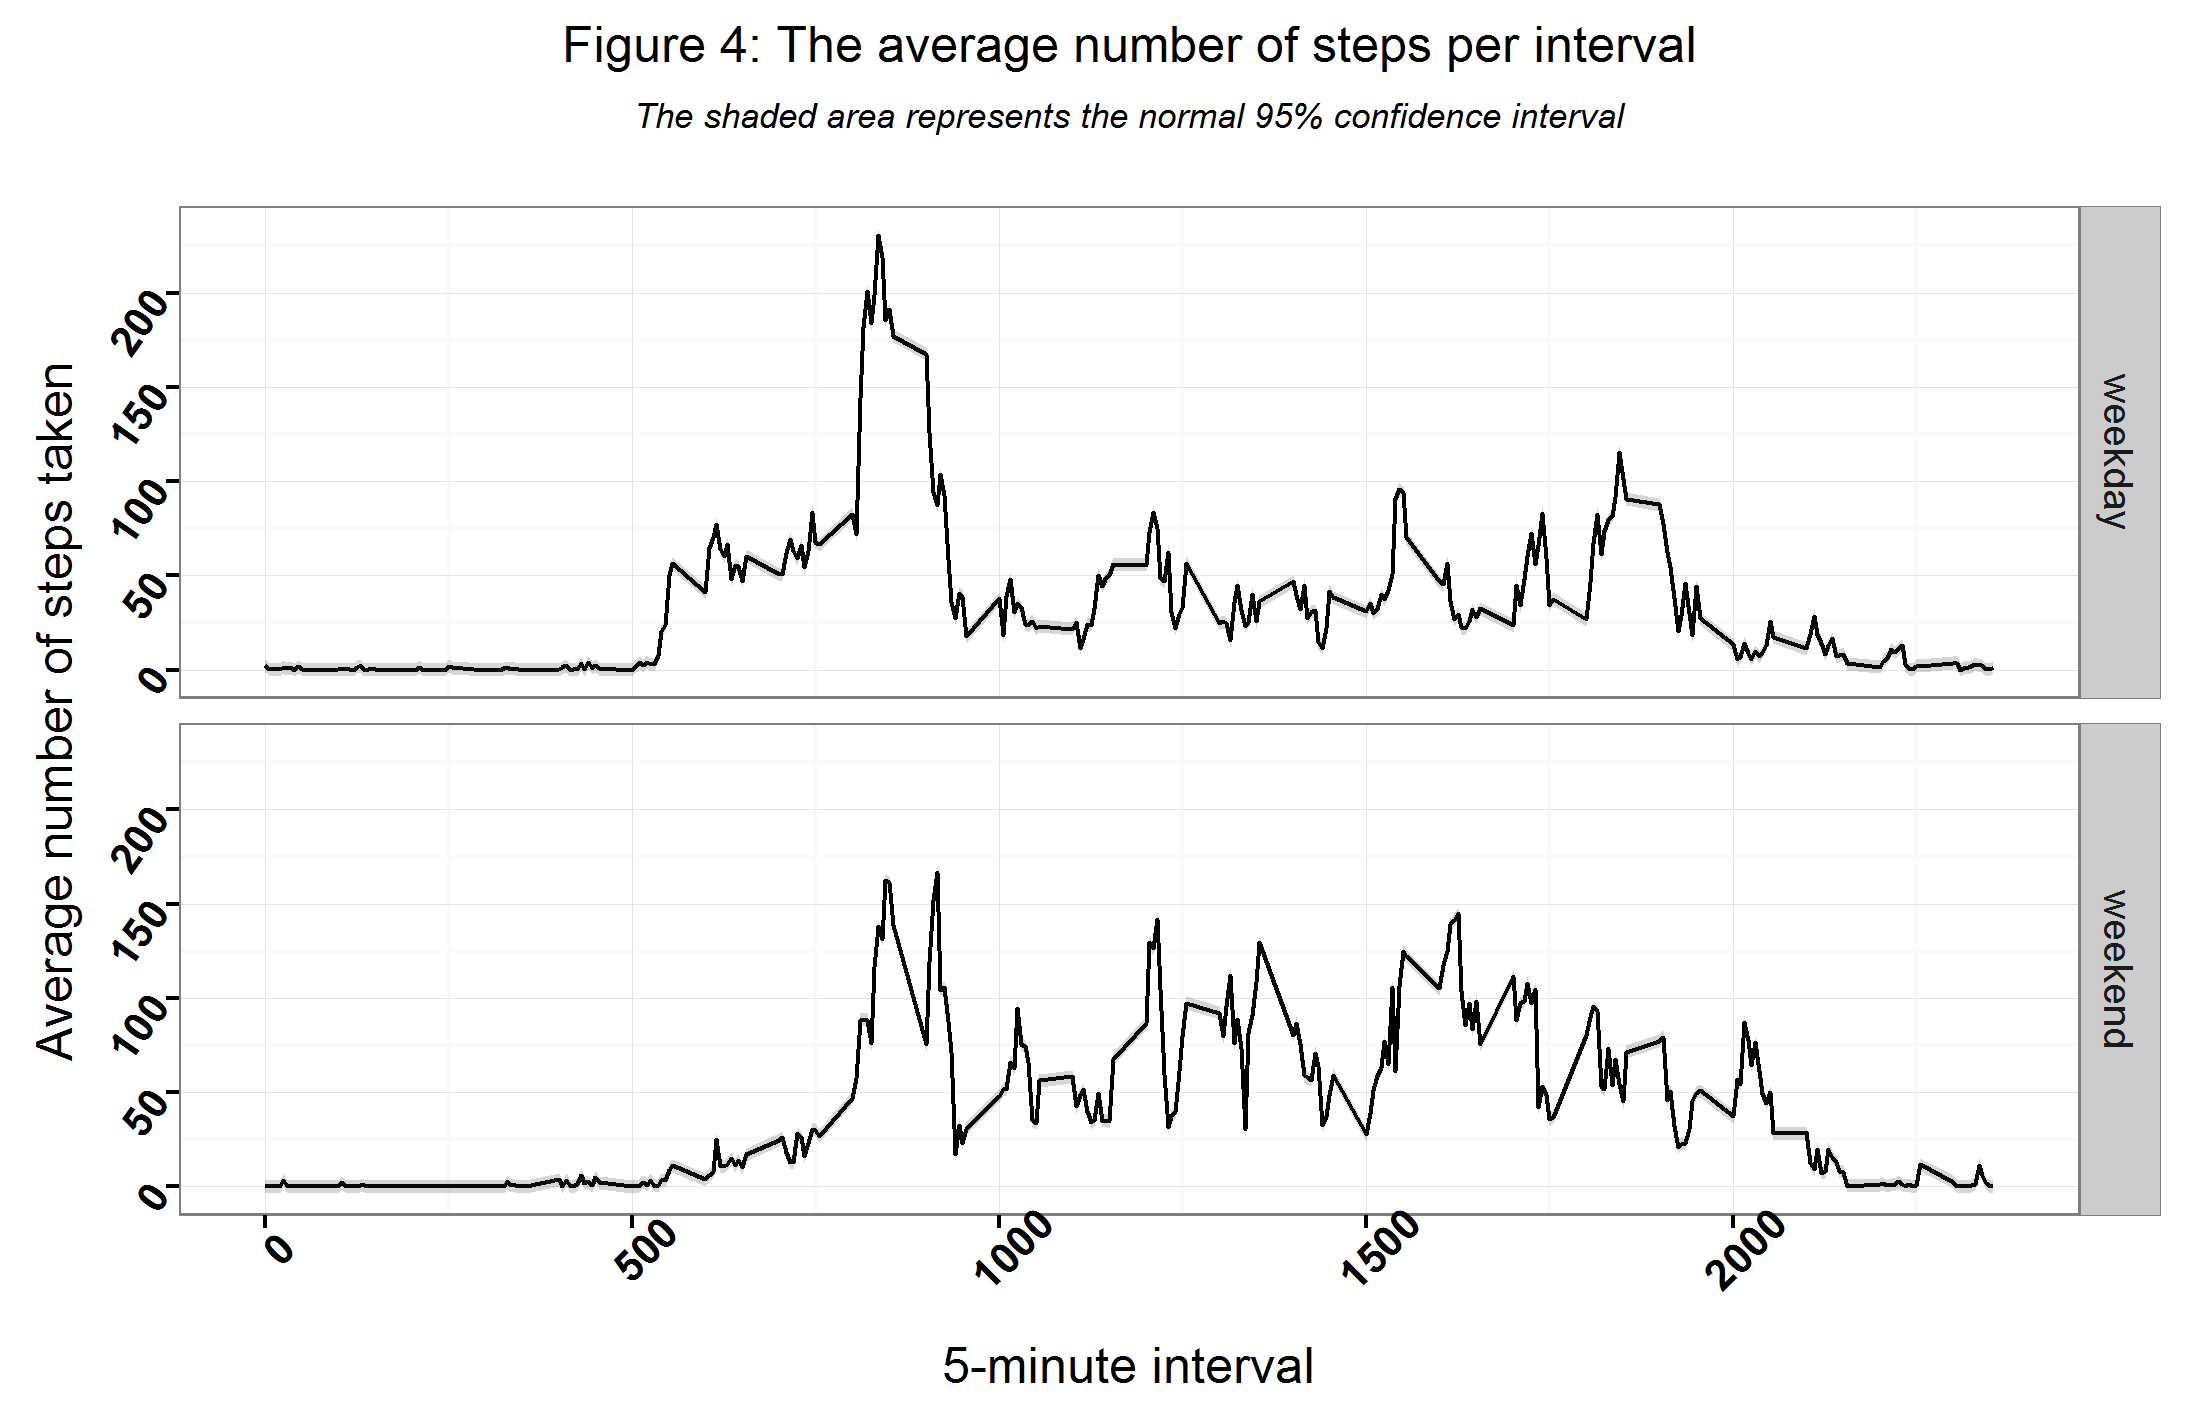 Figure 4: The average number of steps per interval
The shaded area represents the normal 95% confidence interval
Average number of steps taken
200
150
100
50
0
weekday
200
150
100
50
0
weekend
0
500
1000
1500
2000
5-minute interval